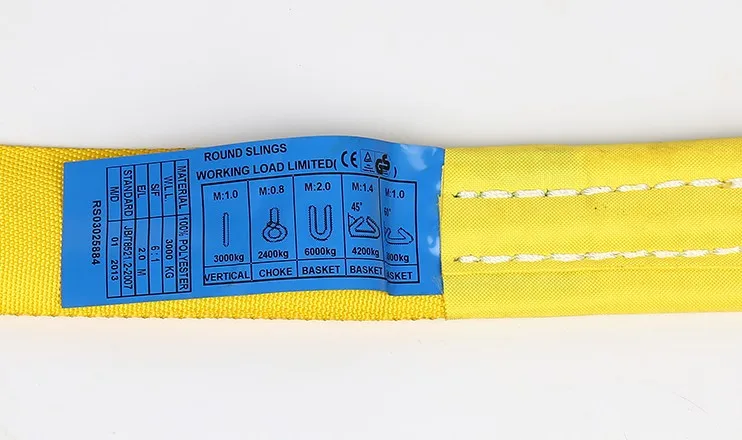 ROUND SLINGS
WORKING LOAD LIMITED(
M:1.0 M:0.8 M:2.0 M:1.4 M:1.0
45°
3000kg 2400kg 6000kg 4200kg
VERTICAL CHOKE BASKET BASKET BASKET
MATERIAL 100% POLYESTER
W.L.L. 3000 KG
SF 6:1
E/L 2.0 M
STANDARD JB/T8521.2-2007
M/D 01 2013
RS03025884